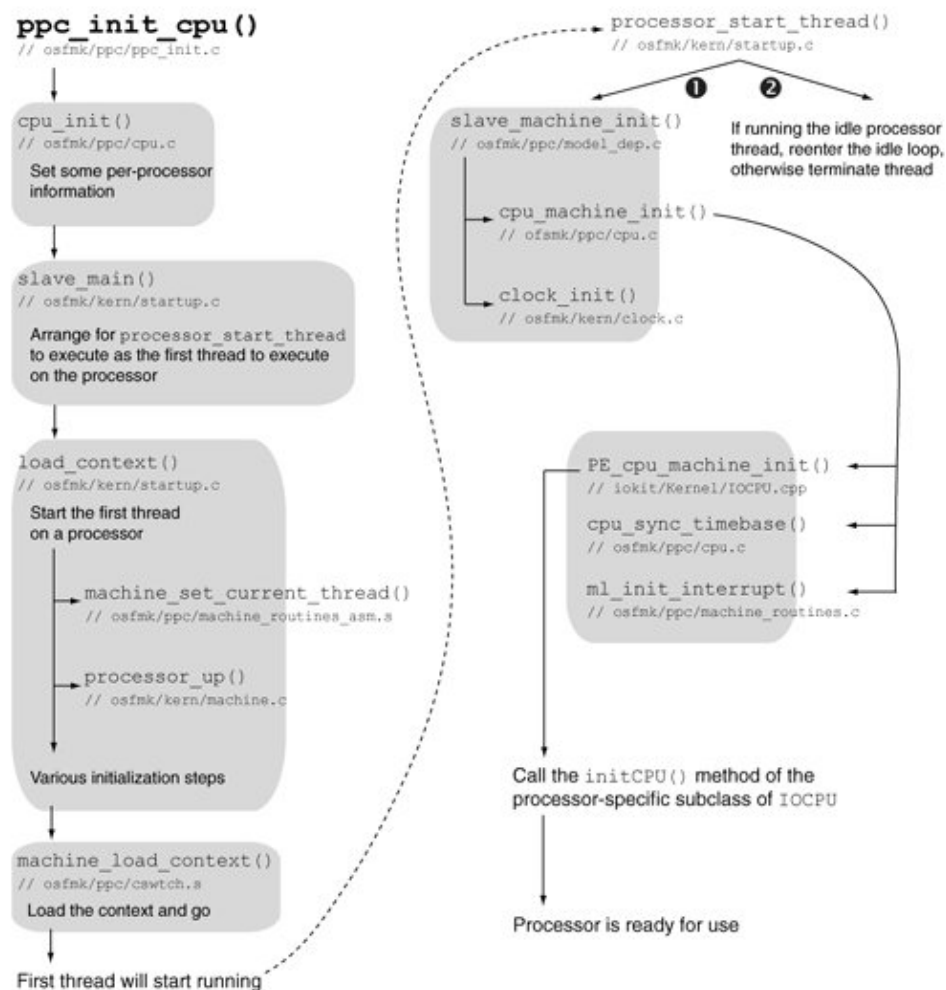 ppc_init_cpu()
// osfmk/ppc/ppc_init.c
cpu_init()
// osfmk/ppc/cpu.c
Set some per-processor
information
slave_main()
// osfmk/kern/startup.c
Arrange for processor_start_thread
to execute as the first thread to execute
on the processor
load_context()
// osfmk/kern/startup.c
Start the first thread
on a processor
machine_set_current_thread()
// osfmk/ppc/machine_routines_asm.s
processor_up()
// osfmk/kern/machine.c
Various initialization steps
machine_load_context()
// osfmk/ppc/cswtch.s
Load the context and go
First thread will start running
processor_start_thread()
// osfmk/kern/startup.c
❶ ❷
slave_machine_init()
// osfmk/ppc/model_dep.c
If running the idle processor
thread, reenter the idle loop,
otherwise terminate thread
cpu_machine_init()
// ofsmk/ppc/cpu.c
clock_init()
// osfmk/kern/clock.c
PE_cpu_machine_init()
// iokit/Kernel/IOCPU.cpp
cpu_sync_timebase()
// osfmk/ppc/cpu.c
ml_init_interrupt()
// osfmk/ppc/machine_routines.c
Call the initCPU() method of the
processor-specific subclass of IOCPU
Processor is ready for use